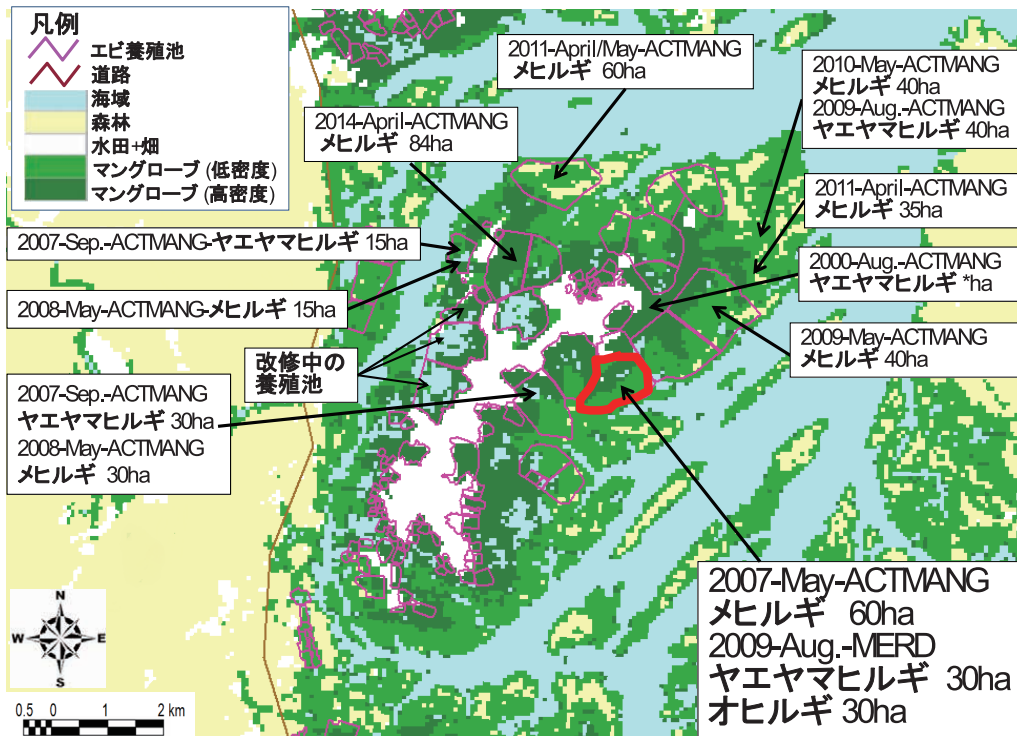 凡例
エビ養殖池
道路
海域
森林
水田+畑
マングローブ (低密度)
マングローブ (高密度)
2011-April/May-ACTMANG
メヒルギ 60ha
2010-May-ACTMANG
メヒルギ 40ha
2009-Aug.-ACTMANG
ヤエヤマヒルギ 40ha
2014-April-ACTMANG
メヒルギ 84ha
2011-April-ACTMANG
メヒルギ 35ha
2007-Sep.-ACTMANG-ヤエヤマヒルギ 15ha
2000-Aug.-ACTMANG
ヤエヤマヒルギ *ha
2008-May-ACTMANG-メヒルギ 15ha
2009-May-ACTMANG
メヒルギ 40ha
改修中の
養殖池
2007-Sep.-ACTMANG
ヤエヤマヒルギ 30ha
2008-May-ACTMANG
メヒルギ 30ha
2007-May-ACTMANG
メヒルギ 60ha
2009-Aug.-MERD
ヤエヤマヒルギ 30ha
オヒルギ 30ha
N
W E
S
0.5 0 1 2 km